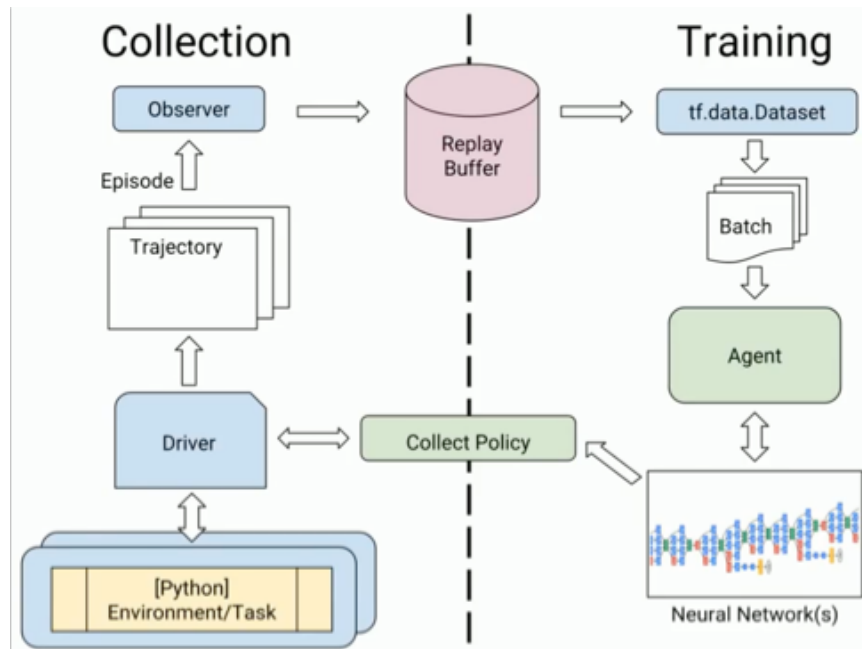 Collection
Training
Observer
Replay
Buffer
tf.data.Dataset
Episode
Trajectory
Batch
Agent
Driver
Collect Policy
[Python]
Environment/Task
Neural Network(s)